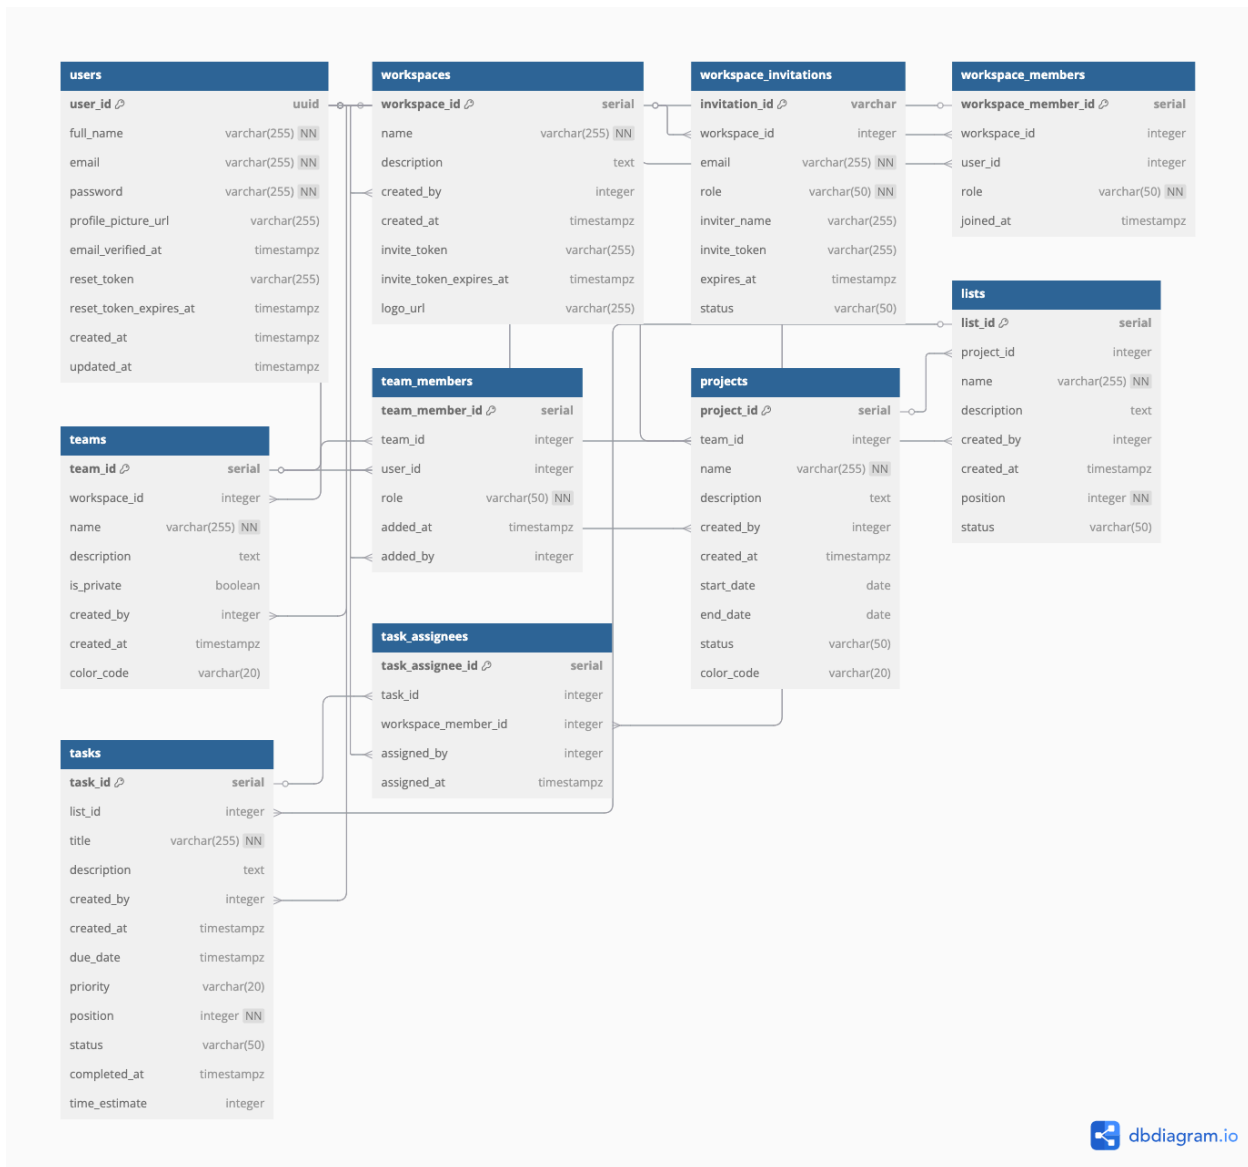 users
user_id uuid
full_name varchar(255) NN
email varchar(255) NN
password varchar(255) NN
profile_picture_url varchar(255)
email_verified_at timestampz
reset_token varchar(255)
reset_token_expires_at timestampz
created_at timestampz
updated_at timestampz
workspaces
workspace_id serial
name varchar(255) NN
description text
created_by integer
created_at timestampz
invite_token varchar(255)
invite_token_expires_at timestampz
logo_url varchar(255)
workspace_invitations
invitation_id varchar
workspace_id integer
email varchar(255) NN
role varchar(50) NN
inviter_name varchar(255)
invite_token varchar(255)
expires_at timestampz
status varchar(50)
workspace_members
workspace_member_id serial
workspace_id integer
user_id integer
role varchar(50) NN
joined_at timestampz
lists
list_id serial
project_id integer
name varchar(255) NN
description text
created_by integer
created_at timestampz
position integer NN
status varchar(50)
team_members
team_member_id serial
team_id integer
user_id integer
role varchar(50) NN
added_at timestampz
added_by integer
projects
project_id serial
team_id integer
name varchar(255) NN
description text
created_by integer
created_at timestampz
start_date date
end_date date
status varchar(50)
color_code varchar(20)
teams
team_id serial
workspace_id integer
name varchar(255) NN
description text
is_private boolean
created_by integer
created_at timestampz
color_code varchar(20)
task_assignees
task_assignee_id serial
task_id integer
workspace_member_id integer
assigned_by integer
assigned_at timestampz
tasks
task_id serial
list_id integer
title varchar(255) NN
description text
created_by integer
created_at timestampz
due_date timestampz
priority varchar(20)
position integer NN
status varchar(50)
completed_at timestampz
time_estimate integer
dbdiagram.io